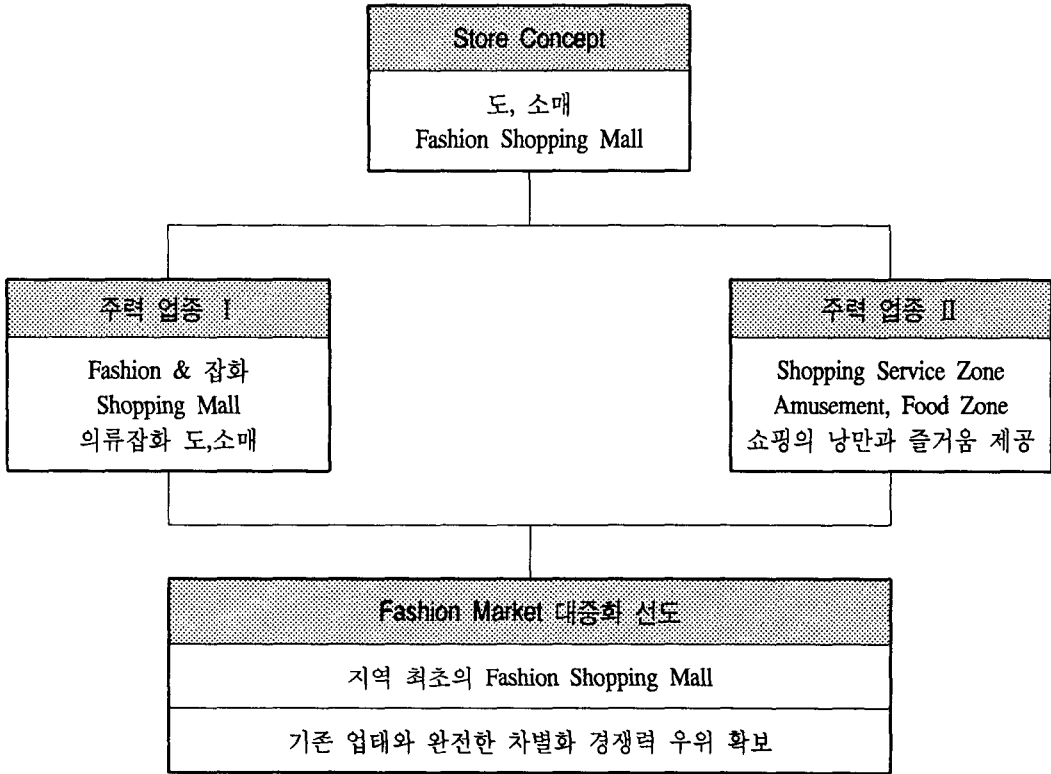 Store Concept
도, 소매
Fashion Shopping Mall
주력 업종 Ⅰ
Fashion & 잡화
Shopping Mall
의류잡화 도,소매
주력 업종 Ⅱ
Shopping Service Zone
Amusement, Food Zone
쇼핑의 낭만과 즐거움 제공
Fashion Market 대중화 선도
지역 최초의 Fashion Shopping Mall
기존 업태와 완전한 차별화 경쟁력 우위 확보